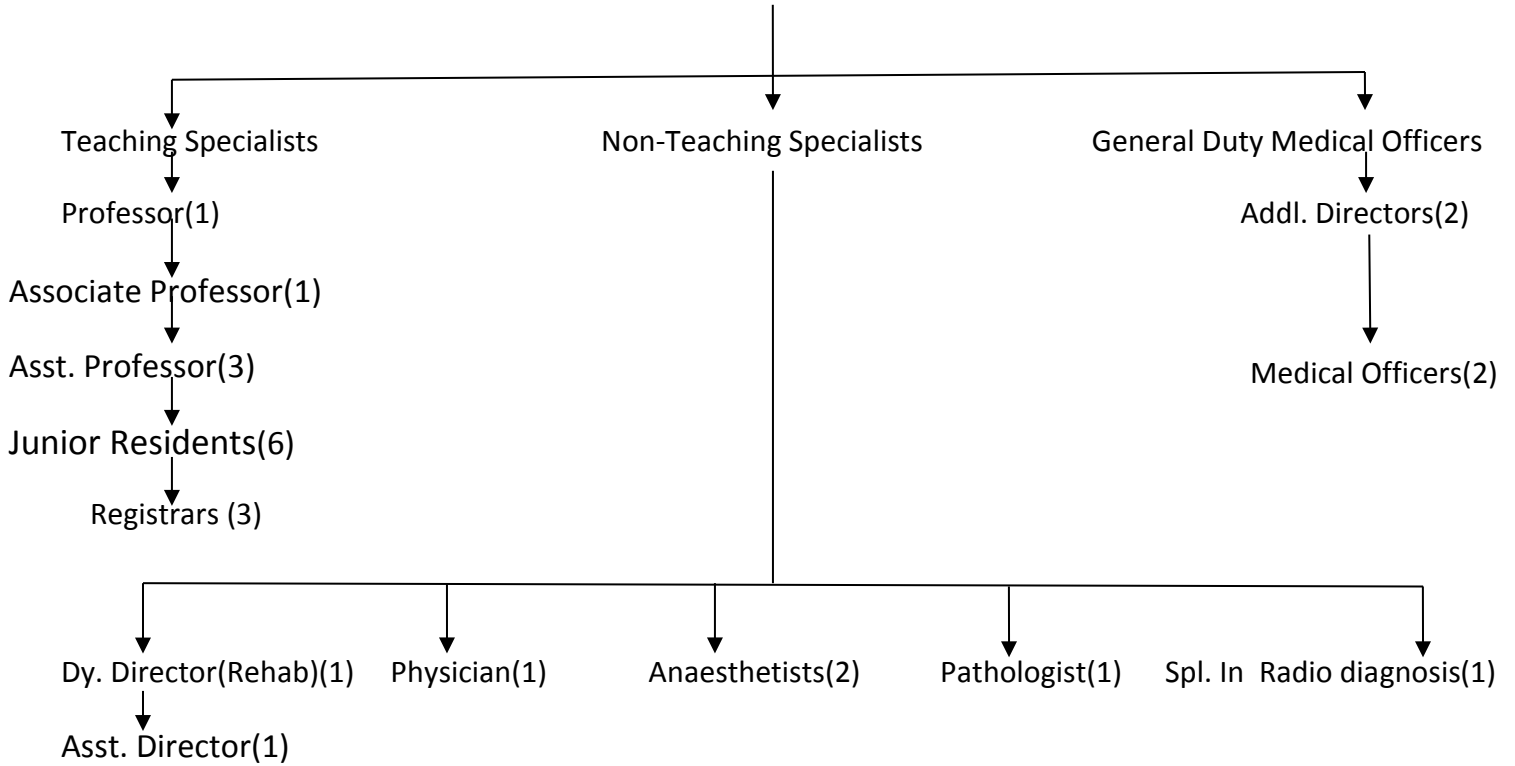 Teaching Specialists
Non-Teaching Specialists
General Duty Medical Officers
Professor(1)
Addl. Directors(2)
Associate Professor(1)
Asst. Professor(3)
Medical Officers(2)
Junior Residents(6)
Registrars (3)
Dy. Director(Rehab)(1)
Physician(1)
Anaesthetists(2)
Pathologist(1)
Spl. In Radio diagnosis(1)
Asst. Director(1)